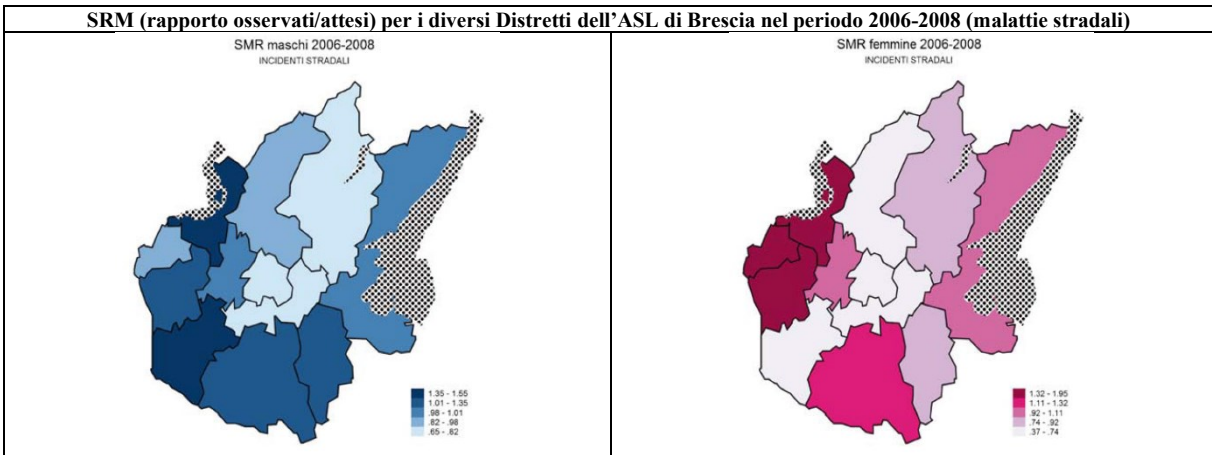 SRM (rapporto osservati/attesi) per i diversi Distretti dell'ASL di Brescia nel periodo 2006-2008 (malattie stradali)
SMR maschi 2006-2008
INCIDENTI STRADALI
1.35 - 1.55
1.01 - 1.35
.98 - 1.01
.82 - .98
.65 - .82
SMR femmine 2006-2008
INCIDENTI STRADALI
1.32 - 1.95
1.11 - 1.32
.92 - 1.11
.74 - .92
.37 - .74